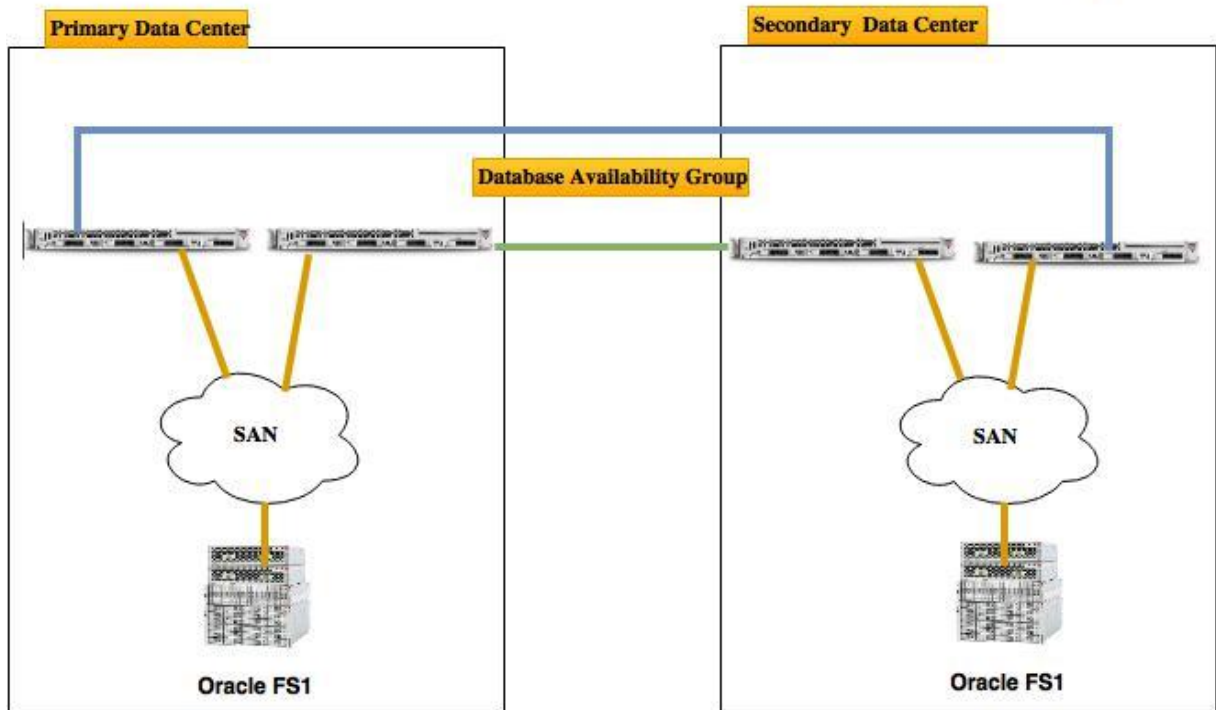 Primary Data Center
Secondary Data Center
Database Availability Group
SAN
SAN
Oracle FS1
Oracle FS1